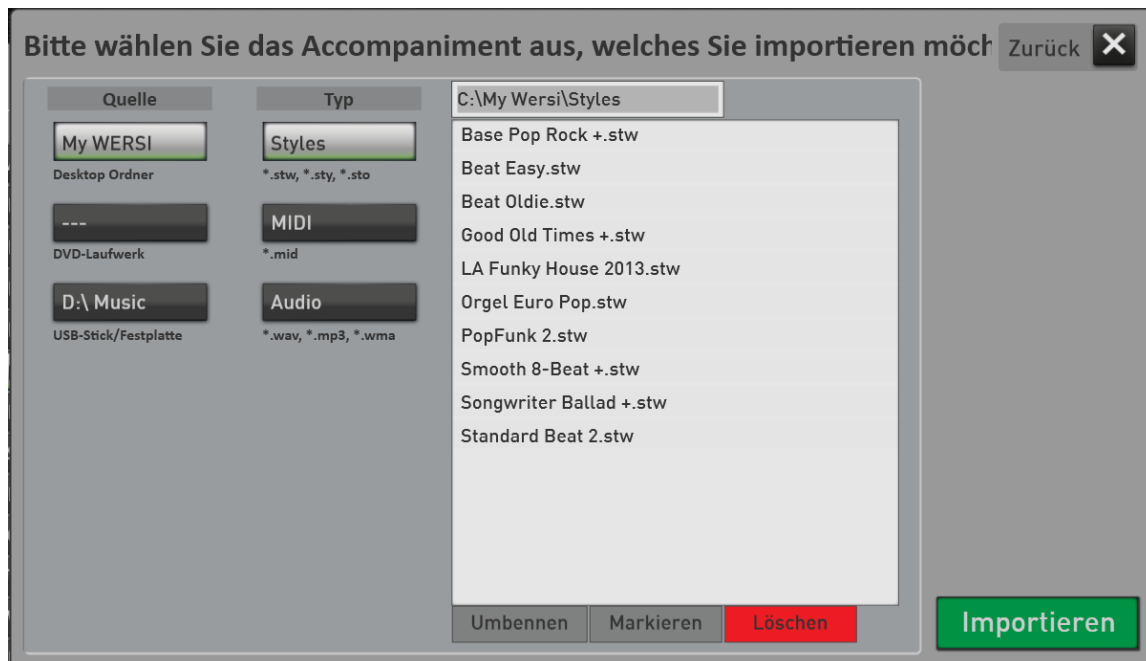 Bitte wählen Sie das Accompaniment aus, welches Sie importieren möch
Zurück
Quelle
Typ
C:\My Wersi\Styles
My WERSI
Desktop Ordner
Styles
*.stw, *.sty, *.sto
---
DVD-Laufwerk
MIDI
*.mid
D:\ Music
USB-Stick/Festplatte
Audio
*.wav, *.mp3, *.wma
Base Pop Rock +.stw
Beat Easy.stw
Beat Oldie.stw
Good Old Times +.stw
LA Funky House 2013.stw
Orgel Euro Pop.stw
PopFunk 2.stw
Smooth 8-Beat +.stw
Songwriter Ballad +.stw
Standard Beat 2.stw
Umbennen
Markieren
Löschen
Importieren